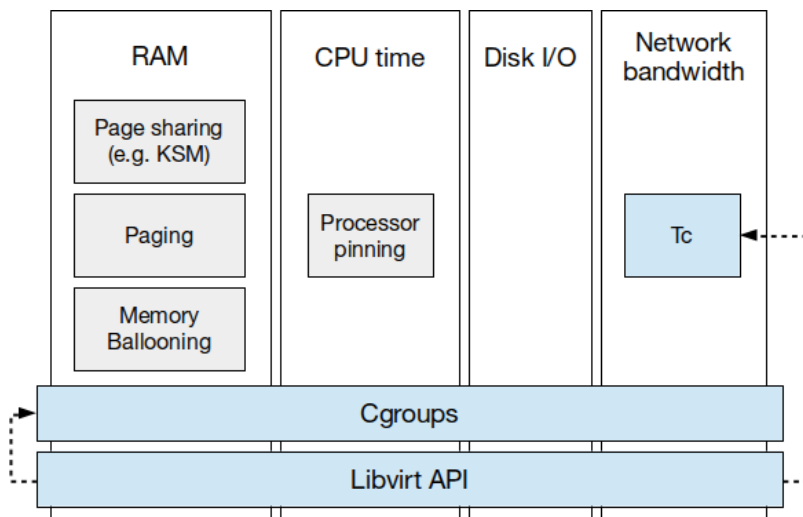 RAM
CPU time
Disk I/O
Network
bandwidth
Page sharing
(e.g. KSM)
Paging
Processor
pinning
Tc
Memory
Ballooning
Cgroups
Libvirt API